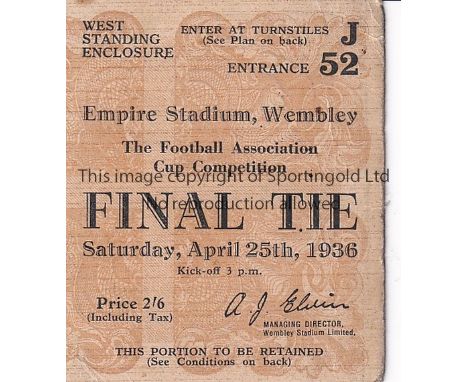 WEST
STANDING
ENCLOSURE
ENTER AT TURNSTILES
(See Plan on back)
J
ENTRANCE 52
Empire Stadium, Wembley
The Football Association
Cup Competition
This image copyright of Sportingold Ltd
FINAL TIE
No reproduction allowed
Saturday, April 25th, 1936
Kick-off 3 p.m.
Price 2/6
(Including Tax)
A. J. Elvin
MANAGING DIRECTOR,
Wembley Stadium Limited.
THIS PORTION TO BE RETAINED
(See Conditions on back)